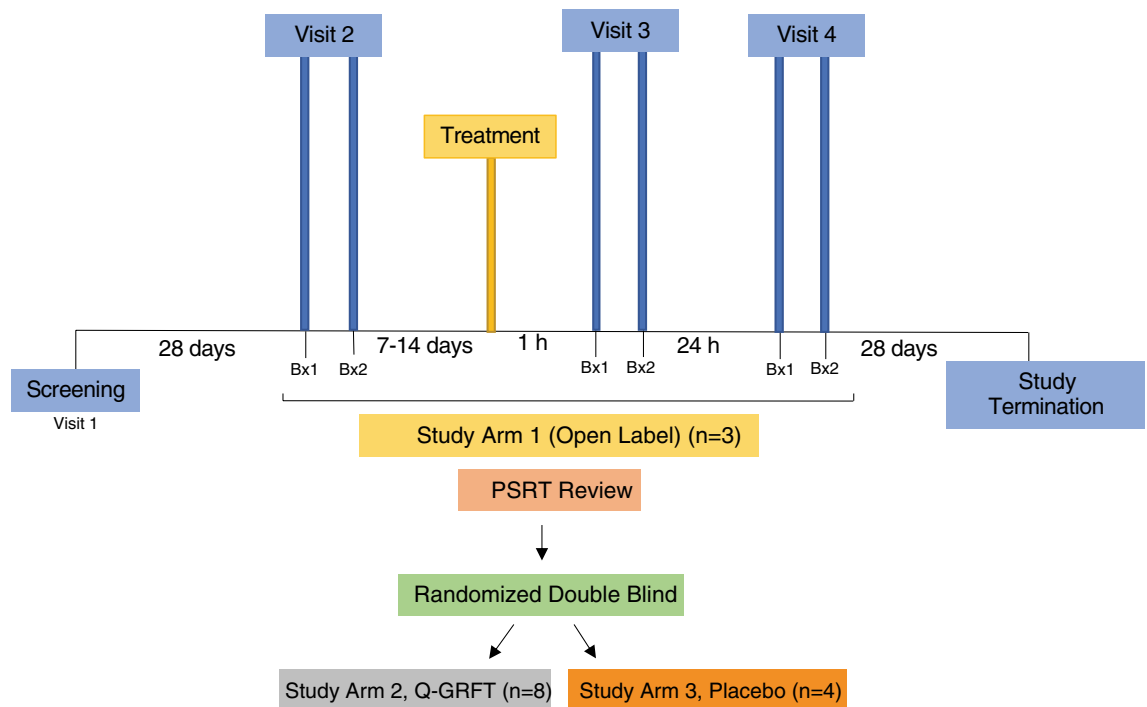 Visit 2
Visit 3
Visit 4
Treatment
28 days
7-14 days
1 h
24 h
28 days
Bx1
Bx2
Bx1
Bx2
Bx1
Bx2
Screening
Visit 1
Study
Termination
Study Arm 1 (Open Label) (n=3)
PSRT Review
Randomized Double Blind
Study Arm 2, Q-GRFT (n=8)
Study Arm 3, Placebo (n=4)